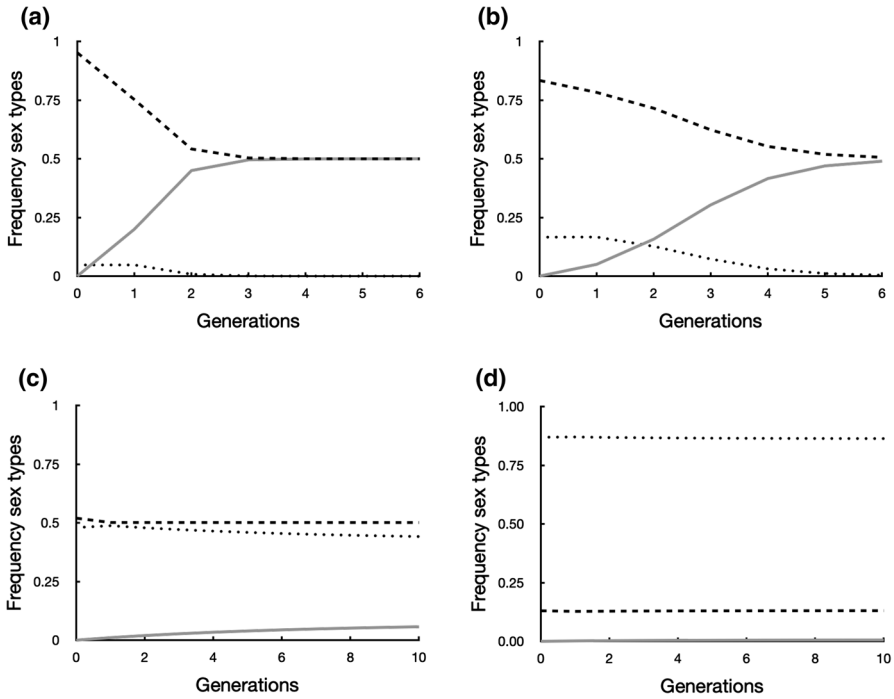 (a)
Frequency sex types
1
0.75
0.5
0.25
0
0 1 2 3 4 5 6
Generations
(b)
Frequency sex types
1
0.75
0.5
0.25
0
0 1 2 3 4 5 6
Generations
(c)
Frequency sex types
1
0.75
0.5
0.25
0
0 2 4 6 8 10
Generations
(d)
Frequency sex types
1.00
0.75
0.50
0.25
0.00
0 2 4 6 8 10
Generations